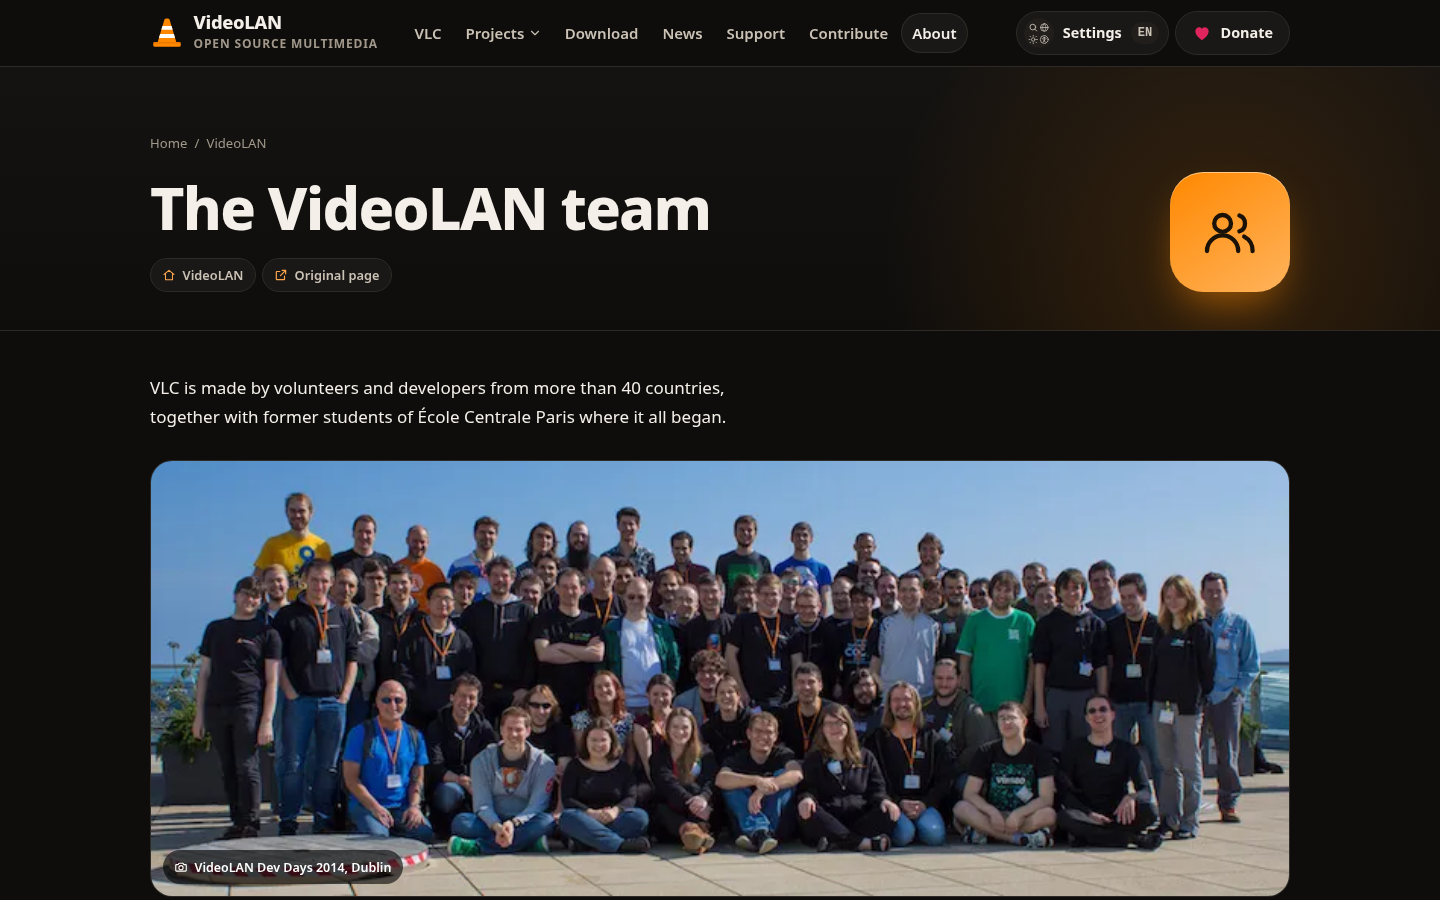 VideoLAN
OPEN SOURCE MULTIMEDIA
VLC
Projects
Download
News
Support
Contribute
About
Settings
EN
Donate
Home / VideoLAN
The VideoLAN team
VideoLAN
Original page
VLC is made by volunteers and developers from more than 40 countries,
together with former students of École Centrale Paris where it all began.
VideoLAN Dev Days 2014, Dublin